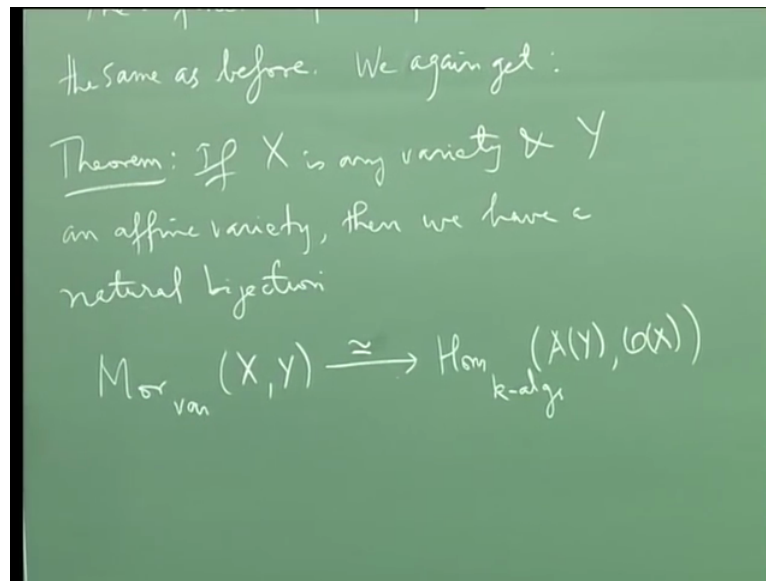 the same as before. We again get:
Theorem: If X is any variety & Y
an affine variety, then we have a
natural bijection
Mor_var (X, Y) ≃⟶ Hom_k-algs (A(Y), O(X))